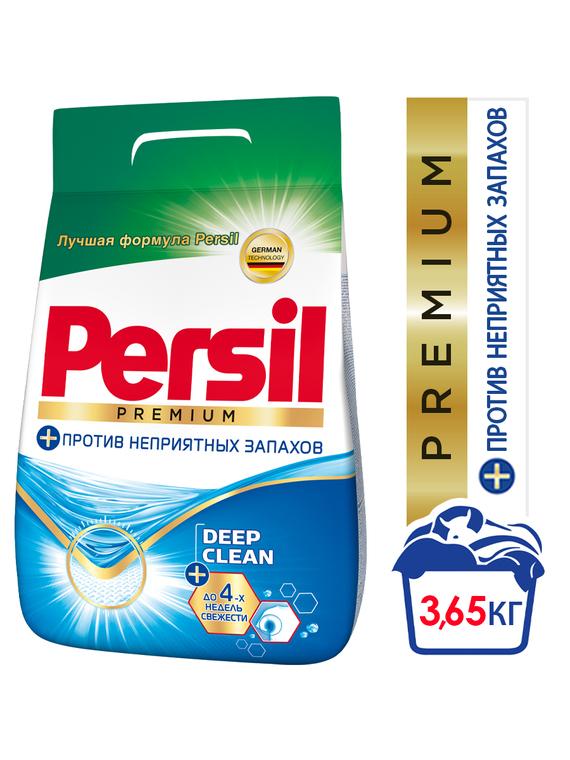 Лучшая формула Persil
GERMAN
TECHNOLOGY
Persil
PREMIUM
+ ПРОТИВ НЕПРИЯТНЫХ ЗАПАХОВ
DEEP
CLEAN
+
ДО 4-х
НЕДЕЛЬ
СВЕЖЕСТИ
PREMIUM
+ ПРОТИВ НЕПРИЯТНЫХ ЗАПАХОВ
3,65КГ